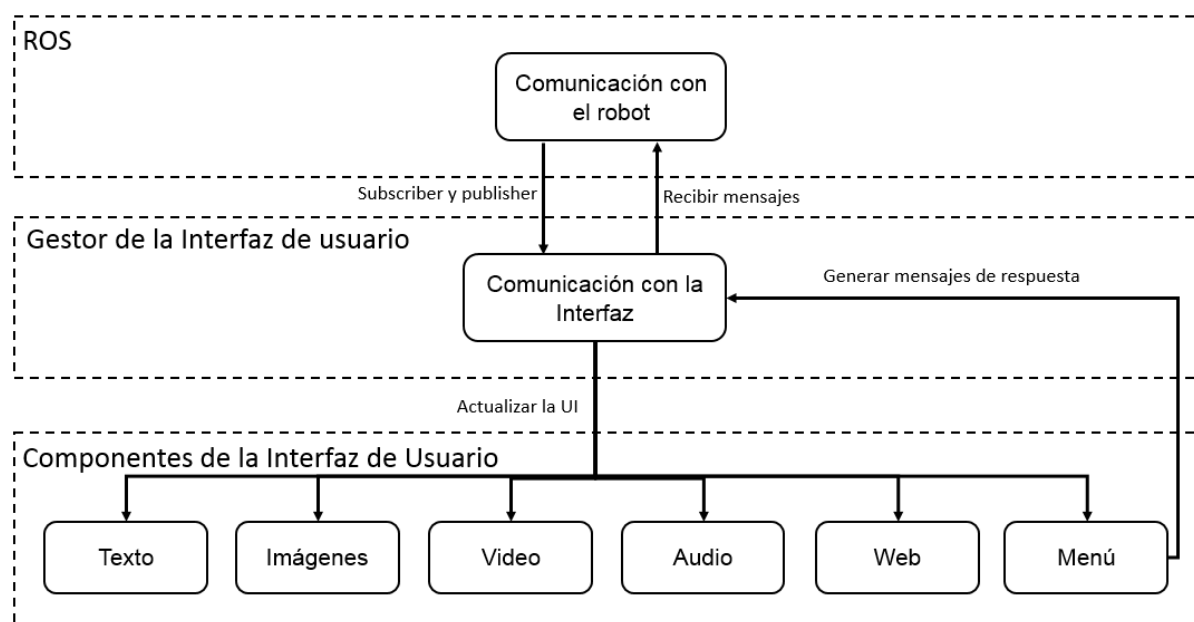 ROS
Comunicación con
el robot
Subscriber y publisher
Recibir mensajes
Gestor de la Interfaz de usuario
Comunicación con la
Interfaz
Generar mensajes de respuesta
Actualizar la UI
Componentes de la Interfaz de Usuario
Texto
Imágenes
Video
Audio
Web
Menú